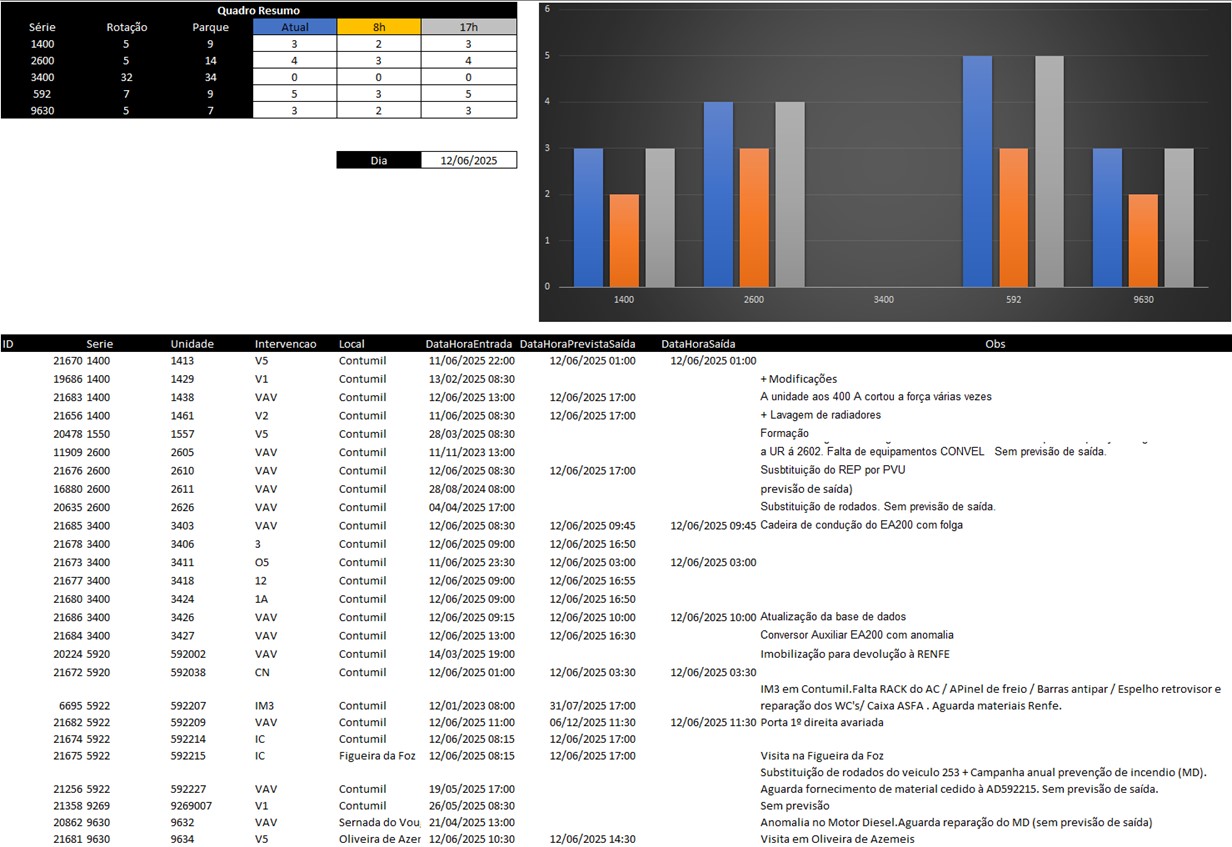 Quadro Resumo
Série Rotação Parque Atual 8h 17h
1400 5 9 3 2 3
2600 5 14 4 3 4
3400 32 34 0 0 0
592 7 9 5 3 5
9630 5 7 3 2 3
Dia 12/06/2025
6
5
4
3
2
1
0
1400 2600 3400 592 9630
ID Serie Unidade Intervencao Local DataHoraEntrada DataHoraPrevistaSaída DataHoraSaída Obs
21670 1400 1413 V5 Contumil 11/06/2025 22:00 12/06/2025 01:00 12/06/2025 01:00
19686 1400 1429 V1 Contumil 13/02/2025 08:30 + Modificações
21683 1400 1438 VAV Contumil 12/06/2025 13:00 12/06/2025 17:00 A unidade aos 400 A cortou a força várias vezes
21656 1400 1461 V2 Contumil 11/06/2025 08:30 12/06/2025 17:00 + Lavagem de radiadores
20478 1550 1557 V5 Contumil 28/03/2025 08:30 Formação
11909 2600 2605 VAV Contumil 11/11/2023 13:00 a UR á 2602. Falta de equipamentos CONVEL Sem previsão de saída.
21676 2600 2610 VAV Contumil 12/06/2025 08:30 12/06/2025 17:00 Susbtituição do REP por PVU
16880 2600 2611 VAV Contumil 28/08/2024 08:00 previsão de saída)
20635 2600 2626 VAV Contumil 04/04/2025 17:00 Substituição de rodados. Sem previsão de saída.
21685 3400 3403 VAV Contumil 12/06/2025 08:30 12/06/2025 09:45 12/06/2025 09:45 Cadeira de condução do EA200 com folga
21678 3400 3406 3 Contumil 12/06/2025 09:00 12/06/2025 16:50
21673 3400 3411 O5 Contumil 11/06/2025 23:30 12/06/2025 03:00 12/06/2025 03:00
21677 3400 3418 12 Contumil 12/06/2025 09:00 12/06/2025 16:55
21680 3400 3424 1A Contumil 12/06/2025 09:00 12/06/2025 16:50
21686 3400 3426 VAV Contumil 12/06/2025 09:15 12/06/2025 10:00 12/06/2025 10:00 Atualização da base de dados
21684 3400 3427 VAV Contumil 12/06/2025 13:00 12/06/2025 16:30 Conversor Auxiliar EA200 com anomalia
20224 5920 592002 VAV Contumil 14/03/2025 19:00 Imobilização para devolução à RENFE
21672 5920 592038 CN Contumil 12/06/2025 01:00 12/06/2025 03:30 12/06/2025 03:30
IM3 em Contumil.Falta RACK do AC / APinel de freio / Barras antipar / Espelho retrovisor e
6695 5922 592207 IM3 Contumil 12/01/2023 08:00 31/07/2025 17:00 reparação dos WC's/ Caixa ASFA . Aguarda materiais Renfe.
21682 5922 592209 VAV Contumil 12/06/2025 11:00 06/12/2025 11:30 12/06/2025 11:30 Porta 1º direita avariada
21674 5922 592214 IC Contumil 12/06/2025 08:15 12/06/2025 17:00
21675 5922 592215 IC Figueira da Foz 12/06/2025 08:15 12/06/2025 17:00 Visita na Figueira da Foz
Substituição de rodados do veiculo 253 + Campanha anual prevenção de incendio (MD).
21256 5922 592227 VAV Contumil 19/05/2025 17:00 Aguarda fornecimento de material cedido à AD592215. Sem previsão de saída.
21358 9269 9269007 V1 Contumil 26/05/2025 08:30 Sem previsão
20862 9630 9632 VAV Sernada do Vou 21/04/2025 13:00 Anomalia no Motor Diesel.Aguarda reparação do MD (sem previsão de saída)
21681 9630 9634 V5 Oliveira de Azer 12/06/2025 10:30 12/06/2025 14:30 Visita em Oliveira de Azemeis